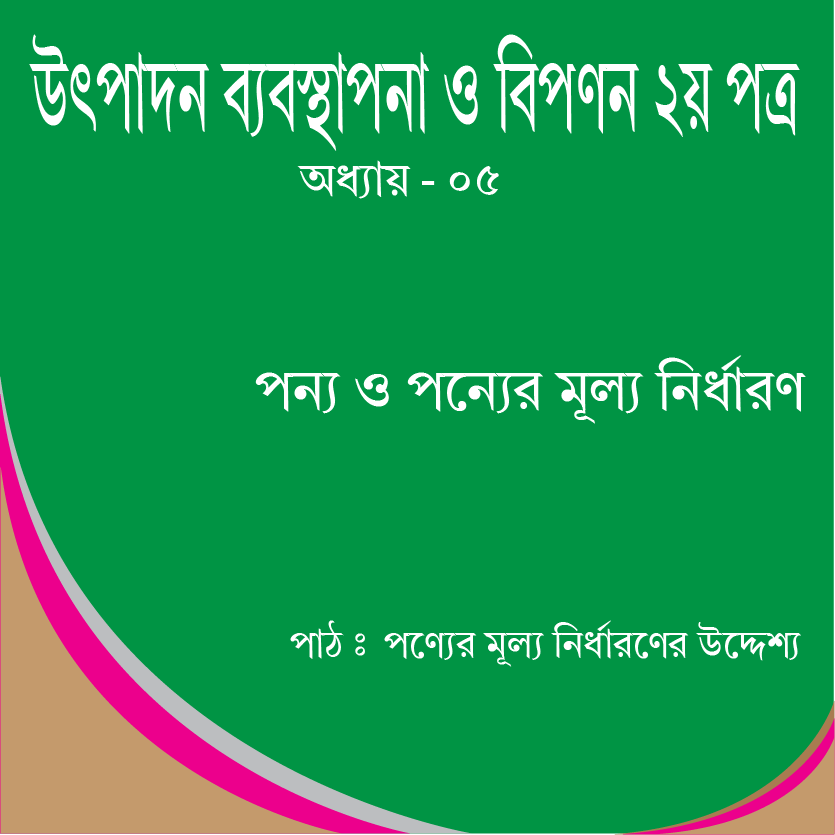 উৎপাদন ব্যবস্থাপনা ও বিপণন ২য় পত্র
অধ্যায় - ০৫
পন্য ও পন্যের মূল্য নির্ধারণ
পাঠ ঃ পণ্যের মূল্য নির্ধারণের উদ্দেশ্য